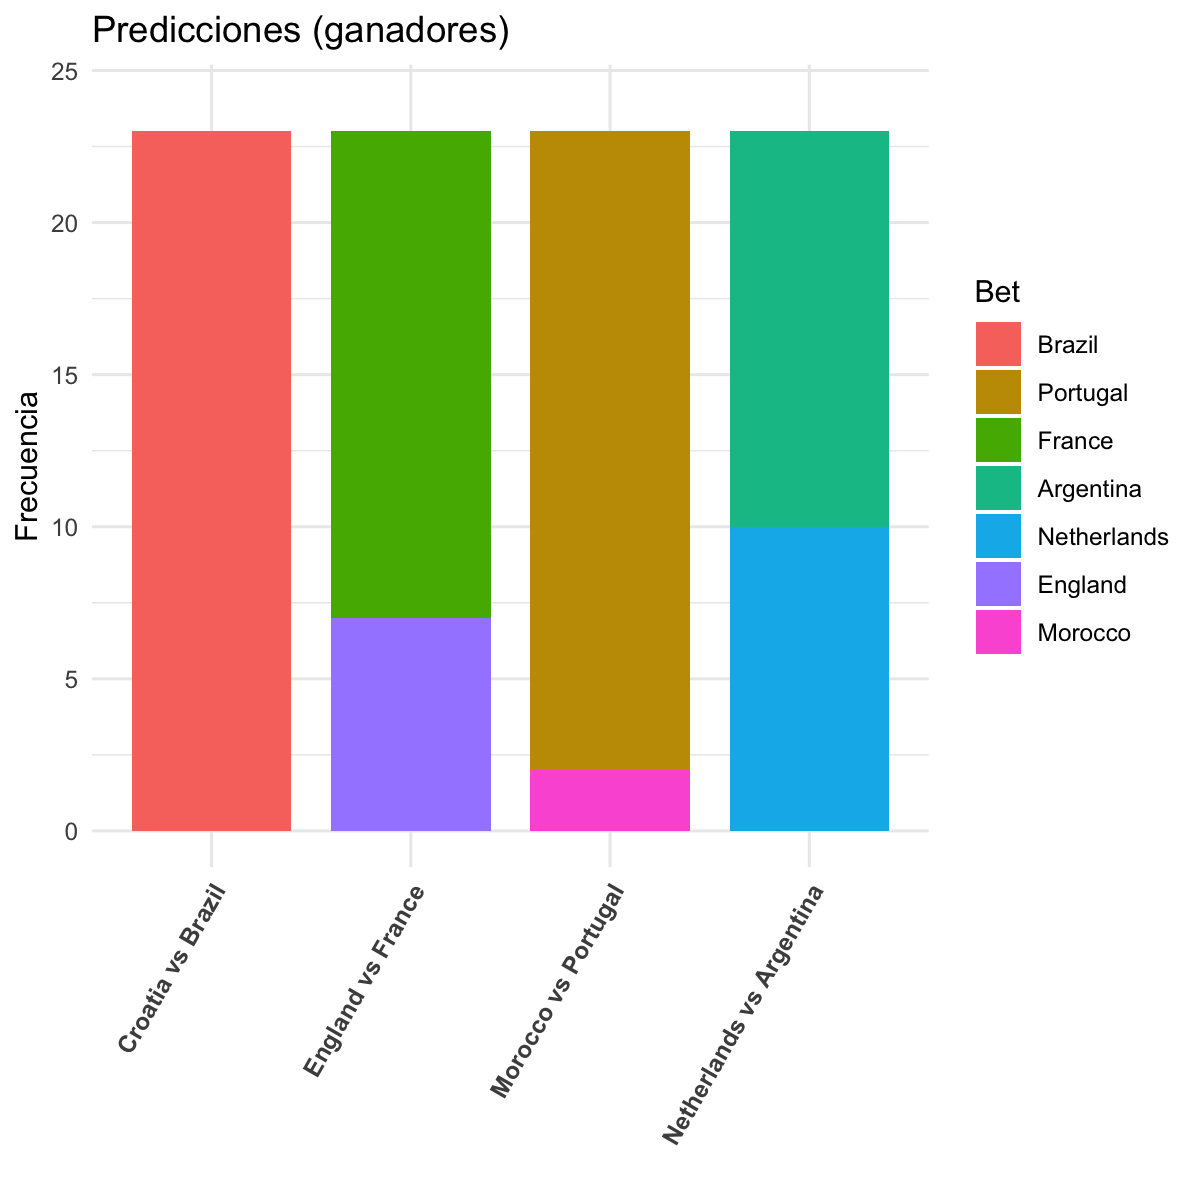 Predicciones (ganadores)
Frecuencia
25
20
15
10
5
0
Croatia vs Brazil
England vs France
Morocco vs Portugal
Netherlands vs Argentina
Bet
Brazil
Portugal
France
Argentina
Netherlands
England
Morocco